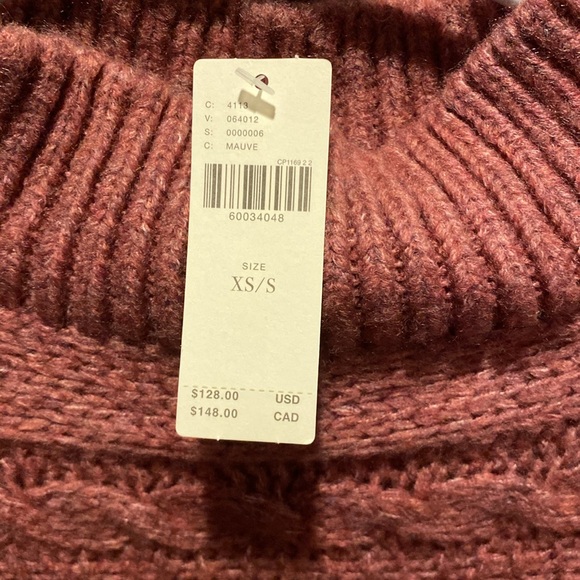 C: 4113
V: 064012
S: 0000006
C: MAUVE
CP1169 2 2
60034048
SIZE
XS/S
$128.00 USD
$148.00 CAD